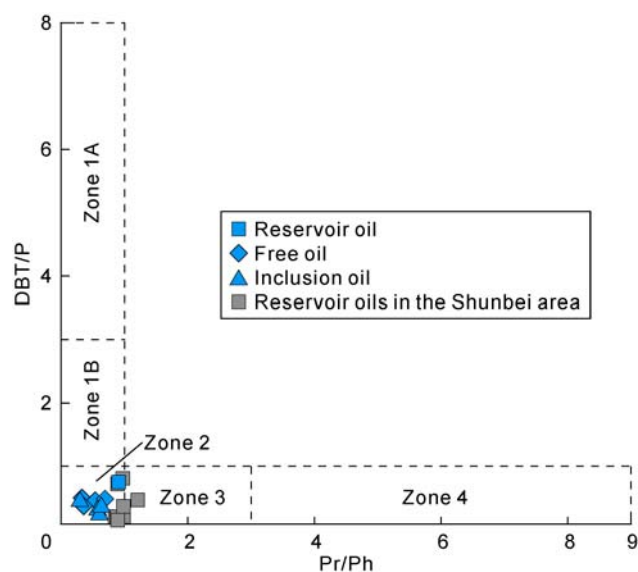 8
6
4
2
0
DBT/P
Zone 1A
Zone 1B
Zone 2
Zone 3
Zone 4
Reservoir oil
Free oil
Inclusion oil
Reservoir oils in the Shunbei area
2
4
6
8
9
Pr/Ph